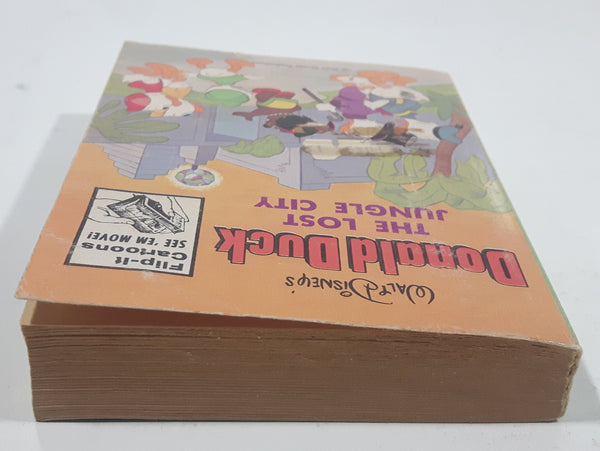 WALT DISNEY'S
Donald Duck
THE LOST
JUNGLE CITY
Flip-It
Cartoons
SEE 'EM MOVE!